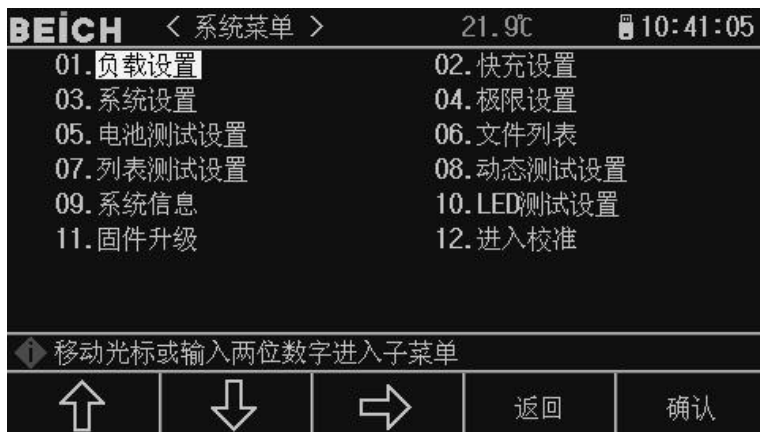 BEICH < 系统菜单 > 21.9℃ 10:41:05
01.负载设置 02.快充设置
03.系统设置 04.极限设置
05.电池测试设置 06.文件列表
07.列表测试设置 08.动态测试设置
09.系统信息 10.LED测试设置
11.固件升级 12.进入校准
移动光标或输入两位数字进入子菜单
返回 确认